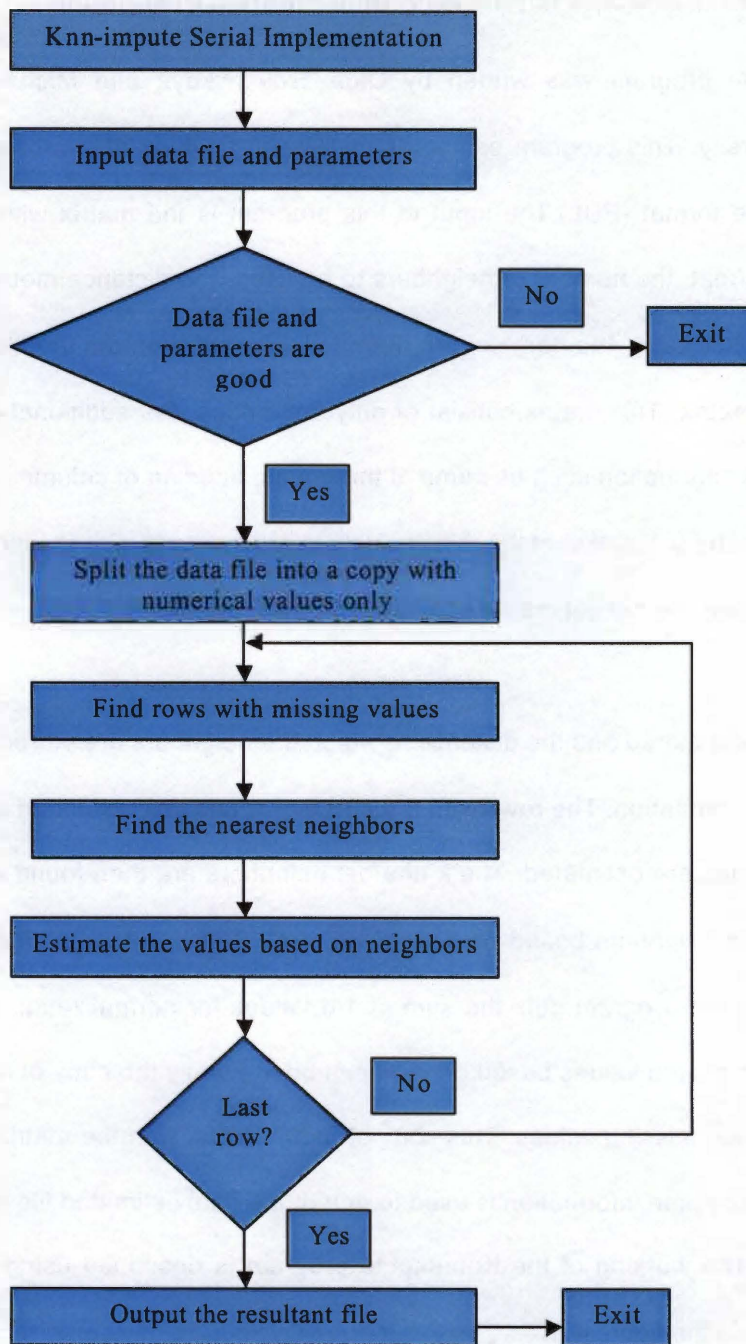 Knn-impute Serial Implementation
Input data file and parameters
Data file and
parameters are
good
No
Exit
Yes
Split the data file into a copy with
numerical values only
Find rows with missing values
Find the nearest neighbors
Estimate the values based on neighbors
Last
row?
No
Yes
Output the resultant file
Exit